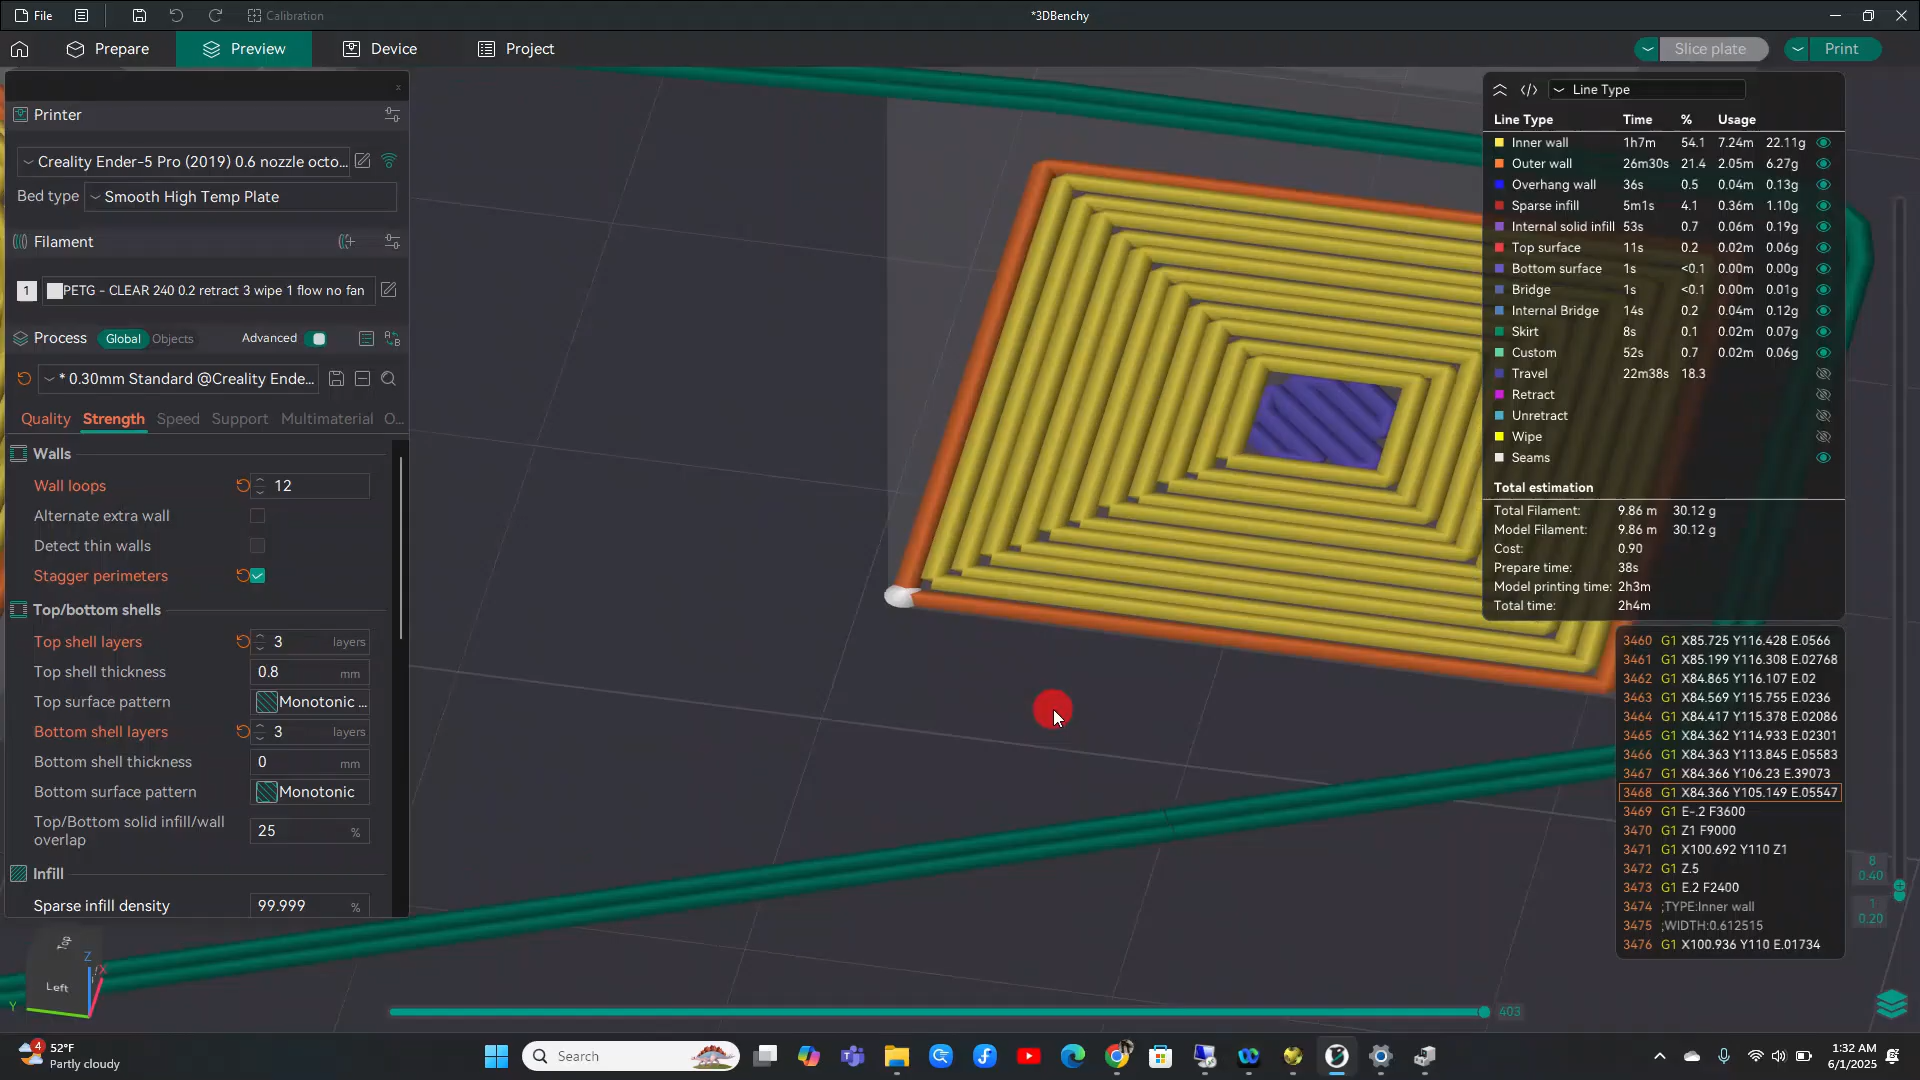 File
Calibration
*3DBenchy
Prepare
Preview
Device
Project
Slice plate
Print
Printer
Creality Ender-5 Pro (2019) 0.6 nozzle octo...
Bed type
Smooth High Temp Plate
Filament
1
PETG - CLEAR 240 0.2 retract 3 wipe 1 flow no fan
Process
Global
Objects
Advanced
* 0.30mm Standard @Creality Ende...
Quality
Strength
Speed
Support
Multimaterial
O...
Walls
Wall loops
12
Alternate extra wall
Detect thin walls
Stagger perimeters
Top/bottom shells
Top shell layers
3
layers
Top shell thickness
0.8
mm
Top surface pattern
Monotonic ...
Bottom shell layers
3
layers
Bottom shell thickness
0
mm
Bottom surface pattern
Monotonic
Top/Bottom solid infill/wall
overlap
25
%
Infill
Sparse infill density
99.999
%
Top
Left
Z
X
Y
Line Type
Line Type Time % Usage
Inner wall 1h7m 54.1 7.24m 22.11g
Outer wall 26m30s 21.4 2.05m 6.27g
Overhang wall 36s 0.5 0.04m 0.13g
Sparse infill 5m1s 4.1 0.36m 1.10g
Internal solid infill 53s 0.7 0.06m 0.19g
Top surface 11s 0.2 0.02m 0.06g
Bottom surface 1s <0.1 0.00m 0.00g
Bridge 1s <0.1 0.00m 0.01g
Internal Bridge 14s 0.2 0.04m 0.12g
Skirt 8s 0.1 0.02m 0.07g
Custom 52s 0.7 0.02m 0.06g
Travel 22m38s 18.3
Retract
Unretract
Wipe
Seams
Total estimation
Total Filament: 9.86 m 30.12 g
Model Filament: 9.86 m 30.12 g
Cost: 0.90
Prepare time: 38s
Model printing time: 2h3m
Total time: 2h4m
3460 G1 X85.725 Y116.428 E.0566
3461 G1 X85.199 Y116.308 E.02768
3462 G1 X84.865 Y116.107 E.02
3463 G1 X84.569 Y115.755 E.0236
3464 G1 X84.417 Y115.378 E.02086
3465 G1 X84.362 Y114.933 E.02301
3466 G1 X84.363 Y113.845 E.05583
3467 G1 X84.366 Y106.23 E.39073
3468 G1 X84.366 Y105.149 E.05547
3469 G1 E-.2 F3600
3470 G1 Z1 F9000
3471 G1 X100.692 Y110 Z1
3472 G1 Z.5
3473 G1 E.2 F2400
3474 ;TYPE:Inner wall
3475 ;WIDTH:0.612515
3476 G1 X100.936 Y110 E.01734
8
0.40
1
0.20
403
4
52°F
Partly cloudy
Search
1:32 AM
6/1/2025